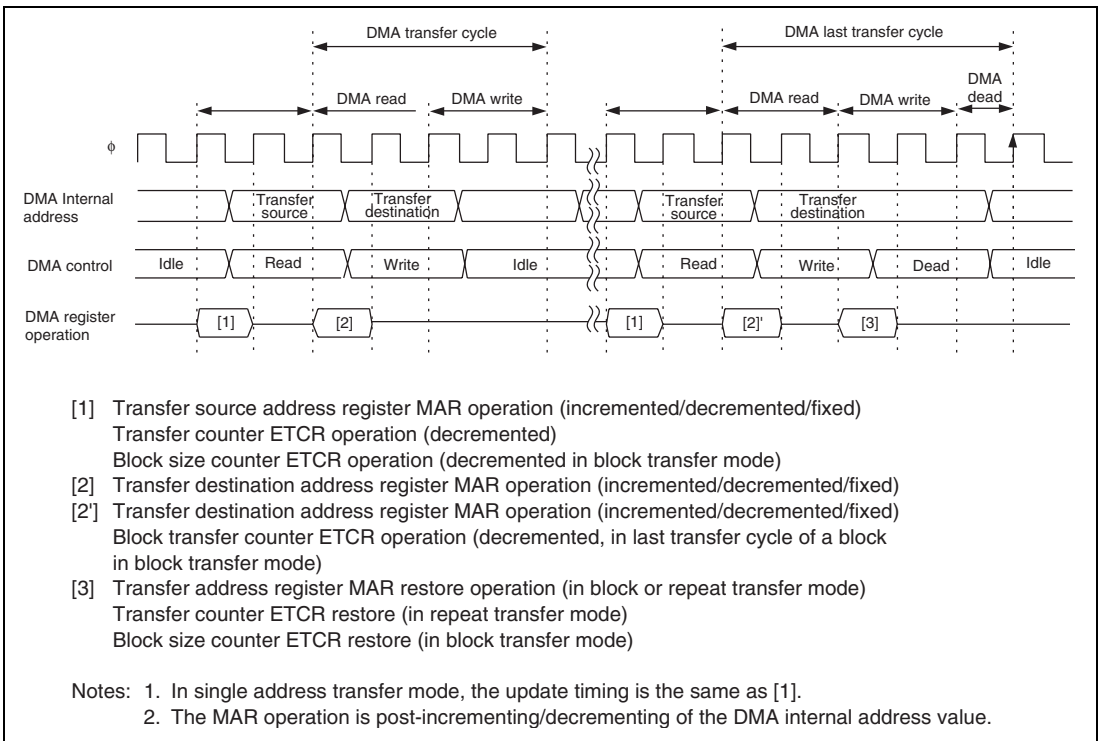 DMA transfer cycle
DMA last transfer cycle
DMA read
DMA write
DMA read
DMA write
DMA
dead
ϕ
DMA Internal
address
Transfer
source
Transfer
destination
Transfer
source
Transfer
destination
DMA control
Idle
Read
Write
Idle
Read
Write
Dead
Idle
DMA register
operation
[1]
[2]
[1]
[2]'
[3]
[1] Transfer source address register MAR operation (incremented/decremented/fixed)
Transfer counter ETCR operation (decremented)
Block size counter ETCR operation (decremented in block transfer mode)
[2] Transfer destination address register MAR operation (incremented/decremented/fixed)
[2'] Transfer destination address register MAR operation (incremented/decremented/fixed)
Block transfer counter ETCR operation (decremented, in last transfer cycle of a block
in block transfer mode)
[3] Transfer address register MAR restore operation (in block or repeat transfer mode)
Transfer counter ETCR restore (in repeat transfer mode)
Block size counter ETCR restore (in block transfer mode)
Notes: 1. In single address transfer mode, the update timing is the same as [1].
2. The MAR operation is post-incrementing/decrementing of the DMA internal address value.